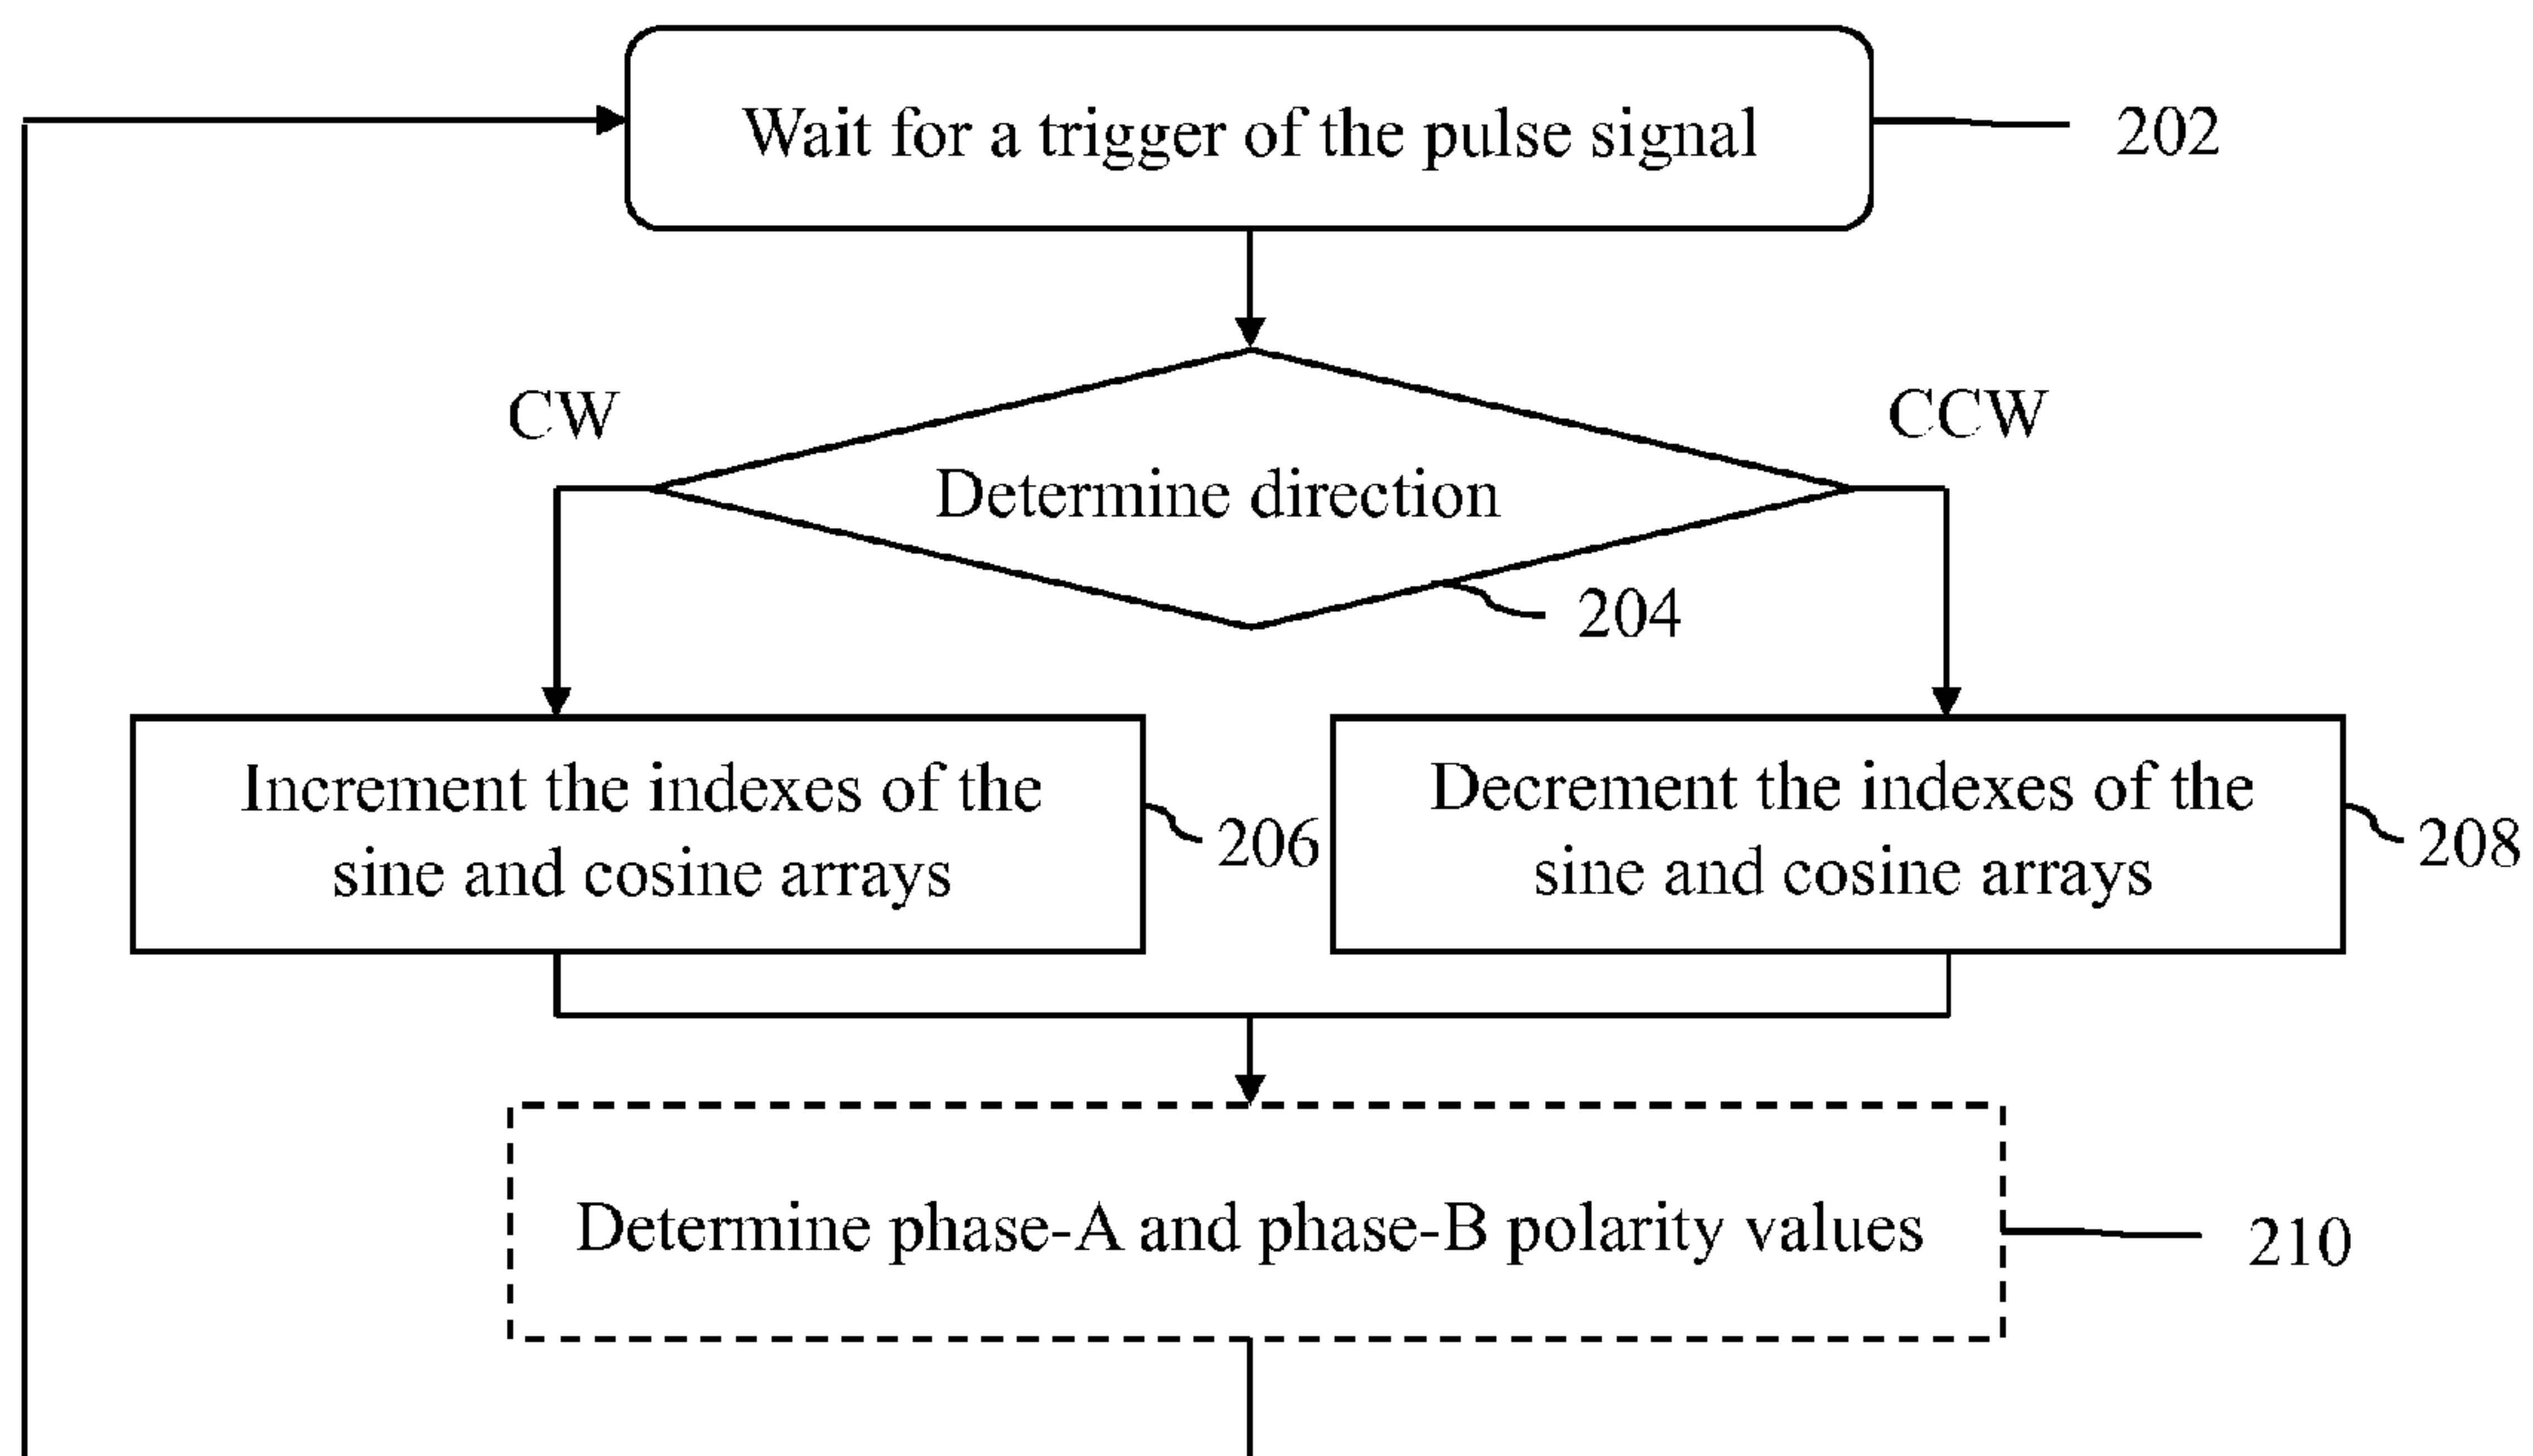 Wait for a trigger of the pulse signal
202
CW
CCW
Determine direction
204
Increment the indexes of the
sine and cosine arrays
206
Decrement the indexes of the
sine and cosine arrays
208
Determine phase-A and phase-B polarity values
210